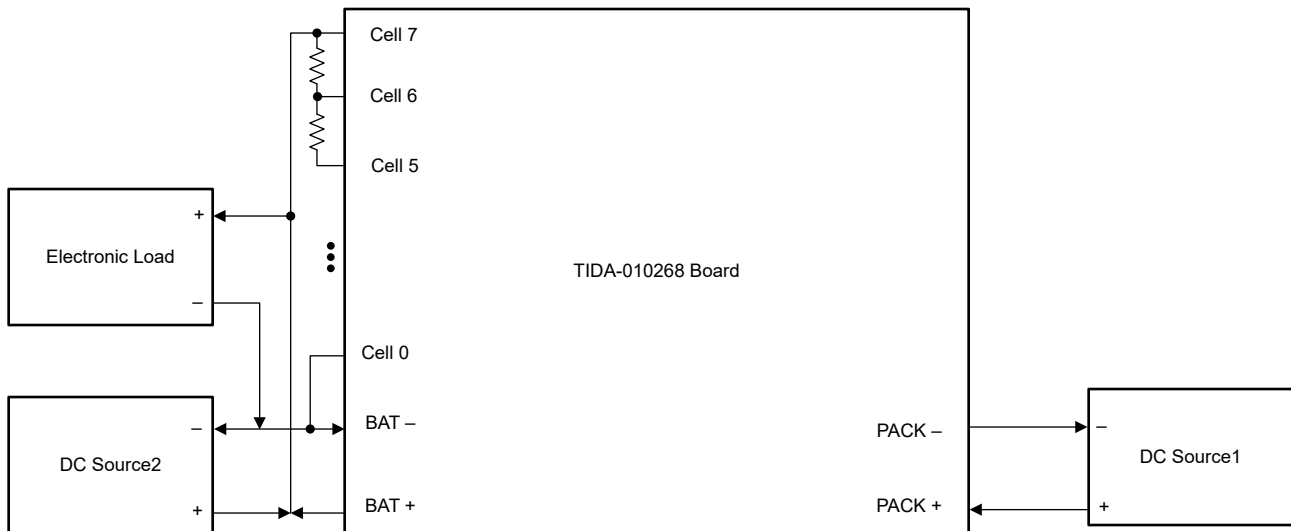 Cell 7
Cell 6
Cell 5
+
Electronic Load
–
TIDA-010268 Board
Cell 0
–
DC Source2
+
BAT –
BAT +
PACK –
PACK +
–
DC Source1
+